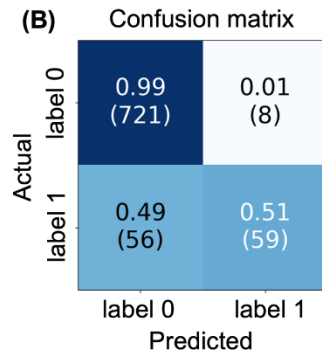 (B) Confusion matrix
Actual
label 0
0.99
(721)
0.01
(8)
label 1
0.49
(56)
0.51
(59)
label 0 label 1
Predicted